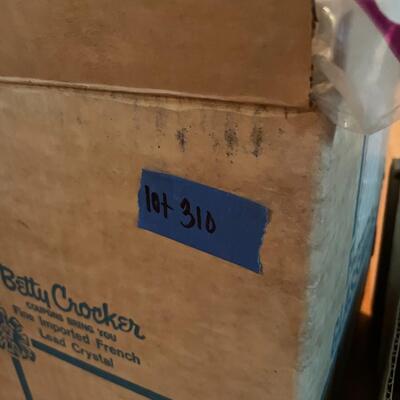 lot 310
Betty Crocker
COUPONS BRING YOU
Fine Imported French
Lead Crystal